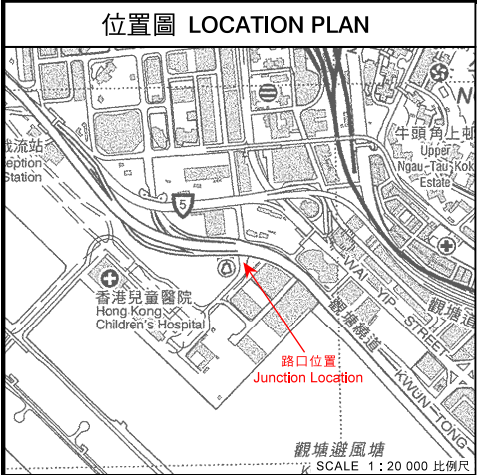 位置圖 LOCATION PLAN
N
牛頭角上邨
Upper
Ngau Tau Kok
Estate
截流站
eption
Station
5
WAI YIP STREET
觀塘道
香港兒童醫院
Hong Kong
Children's Hospital
觀塘繞道
KWUN TONG
路口位置
Junction Location
觀塘避風塘
K
SCALE 1:20 000 比例尺